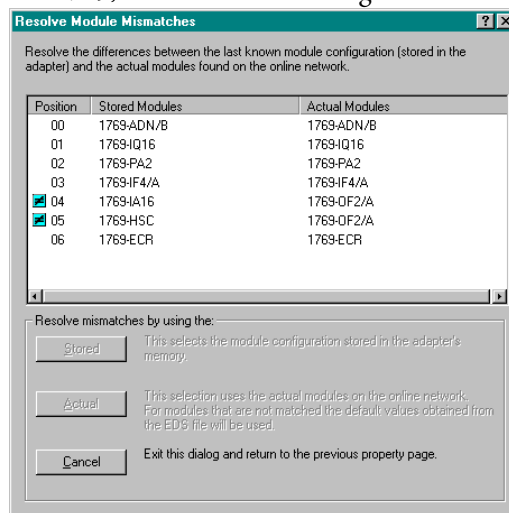 Resolve Module Mismatches
Resolve the differences between the last known module configuration (stored in the
adapter) and the actual modules found on the online network.
Position Stored Modules Actual Modules
00 1769-ADN/B 1769-ADN/B
01 1769-IQ16 1769-IQ16
02 1769-PA2 1769-PA2
03 1769-IF4/A 1769-IF4/A
≠ 04 1769-IA16 1769-OF2/A
≠ 05 1769-HSC 1769-OF2/A
06 1769-ECR 1769-ECR
Resolve mismatches by using the:
Stored This selects the module configuration stored in the adapter's
memory.
Actual This selection uses the actual modules on the online network.
For modules that are not matched the default values obtained from
the EDS file will be used.
Cancel Exit this dialog and return to the previous property page.